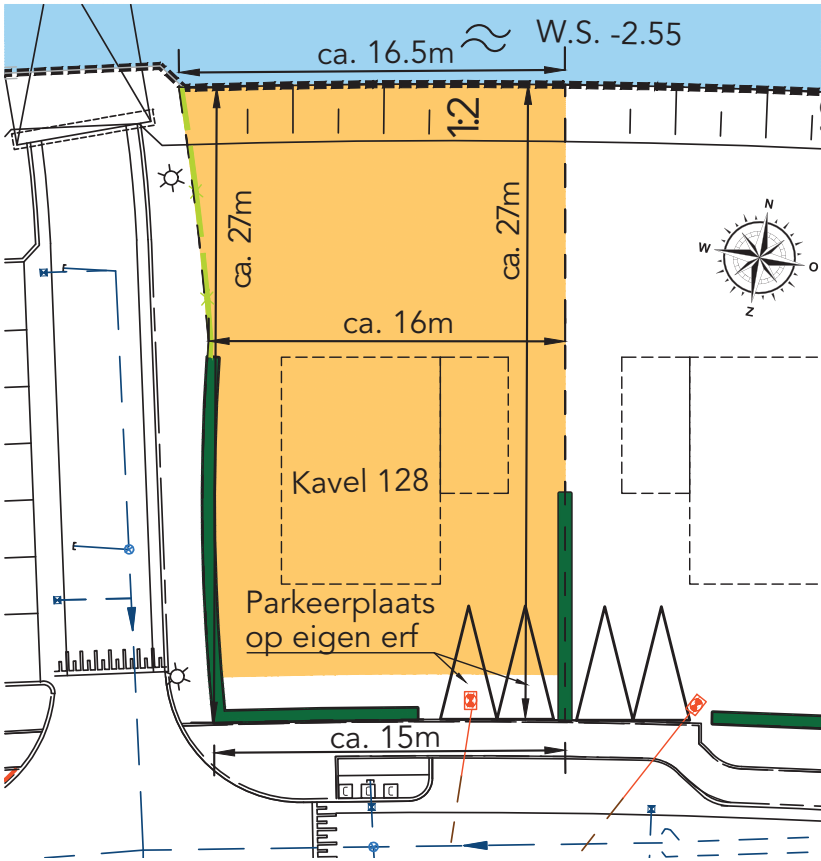 ca. 16.5m
W.S. -2.55
1:2
ca. 27m
ca. 27m
N
W
O
Z
ca. 16m
Kavel 128
Parkeerplaats
op eigen erf
ca. 15m